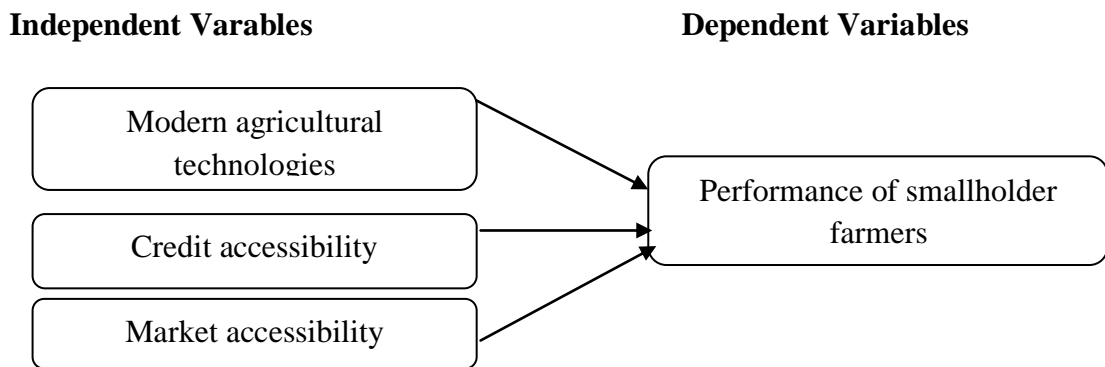 Independent Varables
Dependent Variables
Modern agricultural
technologies
Credit accessibility
Market accessibility
Performance of smallholder
farmers